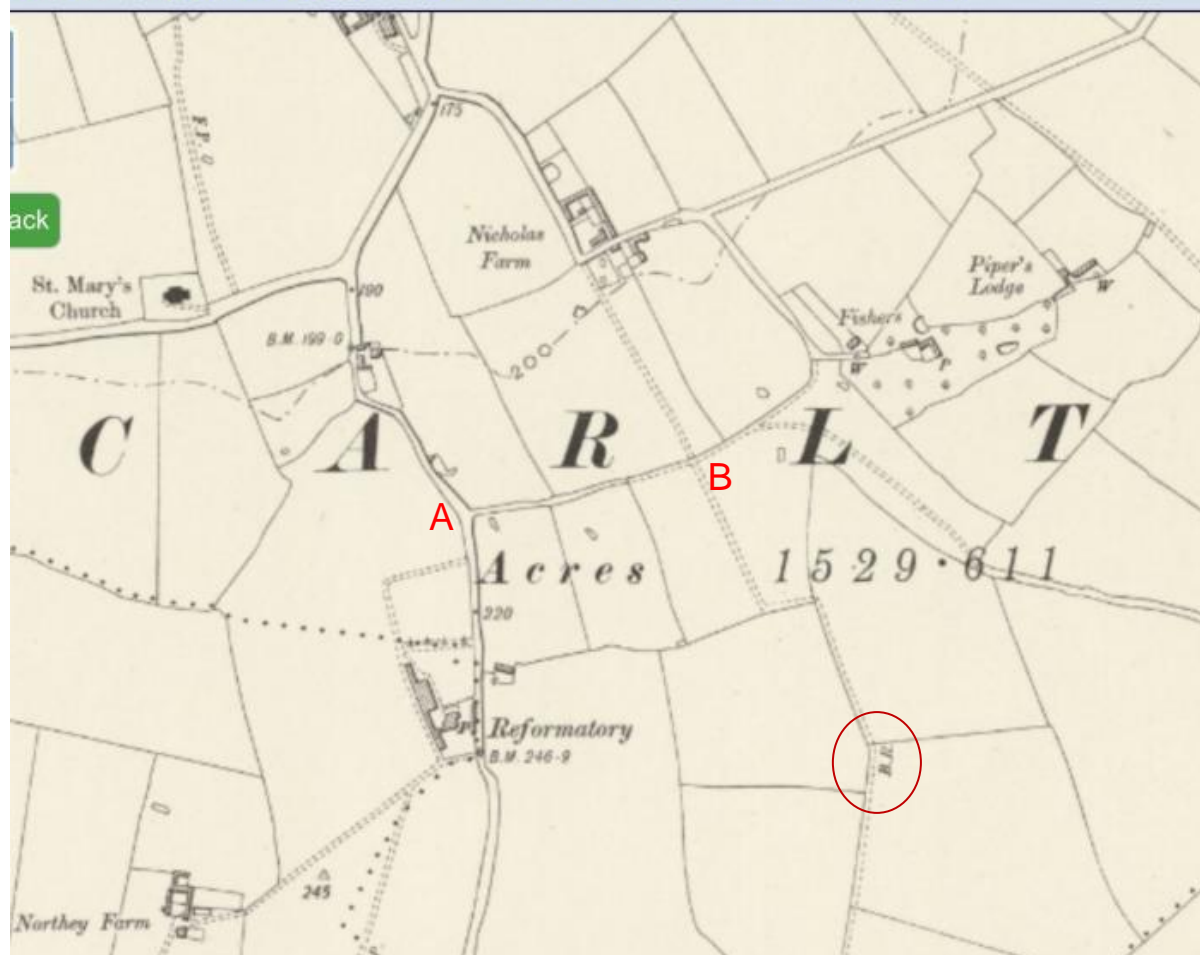 ack
F.P.
175
Nicholas
Farm
St. Mary's
Church
190
B.M. 199·0
200
Piper's
Lodge
W
Fishers
W
P
C A R L T
A
B
Acres
1529·611
220
Reformatory
P
B.M. 246·9
B.R.
245
Northey Farm